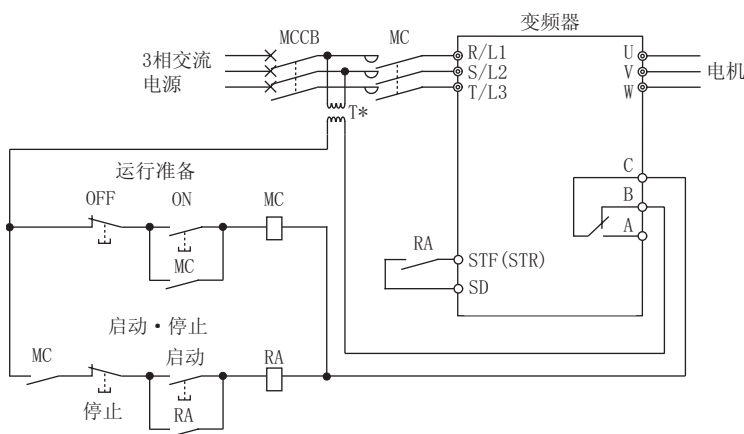 变频器
MCCB
MC
3相交流
电源
R/L1
S/L2
T/L3
U
V
W
电机
T*
运行准备
OFF
ON
MC
MC
C
B
A
RA
STF(STR)
SD
启动·停止
MC
启动
RA
停止
RA